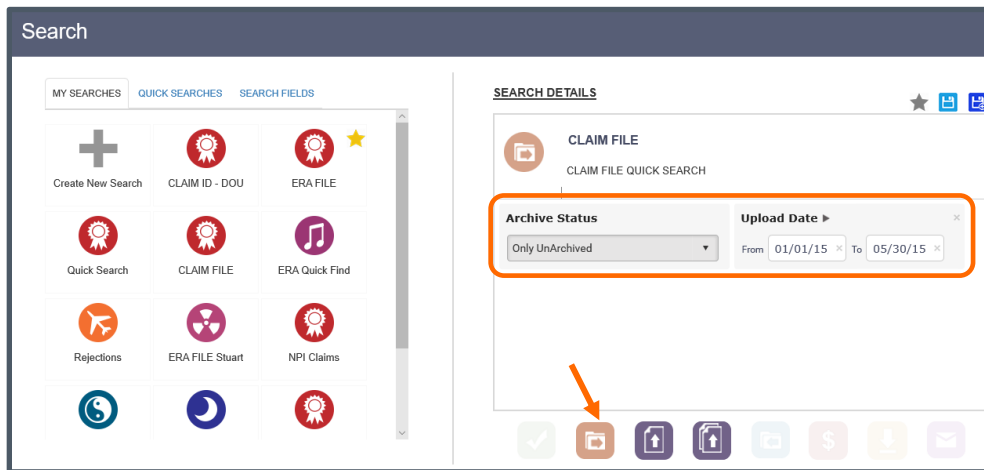 Search
MY SEARCHES QUICK SEARCHES SEARCH FIELDS
Create New Search CLAIM ID - DOU ERA FILE
Quick Search CLAIM FILE ERA Quick Find
Rejections ERA FILE Stuart NPI Claims
SEARCH DETAILS
CLAIM FILE
CLAIM FILE QUICK SEARCH
Archive Status
Only UnArchived
Upload Date
From 01/01/15 × To 05/30/15 ×